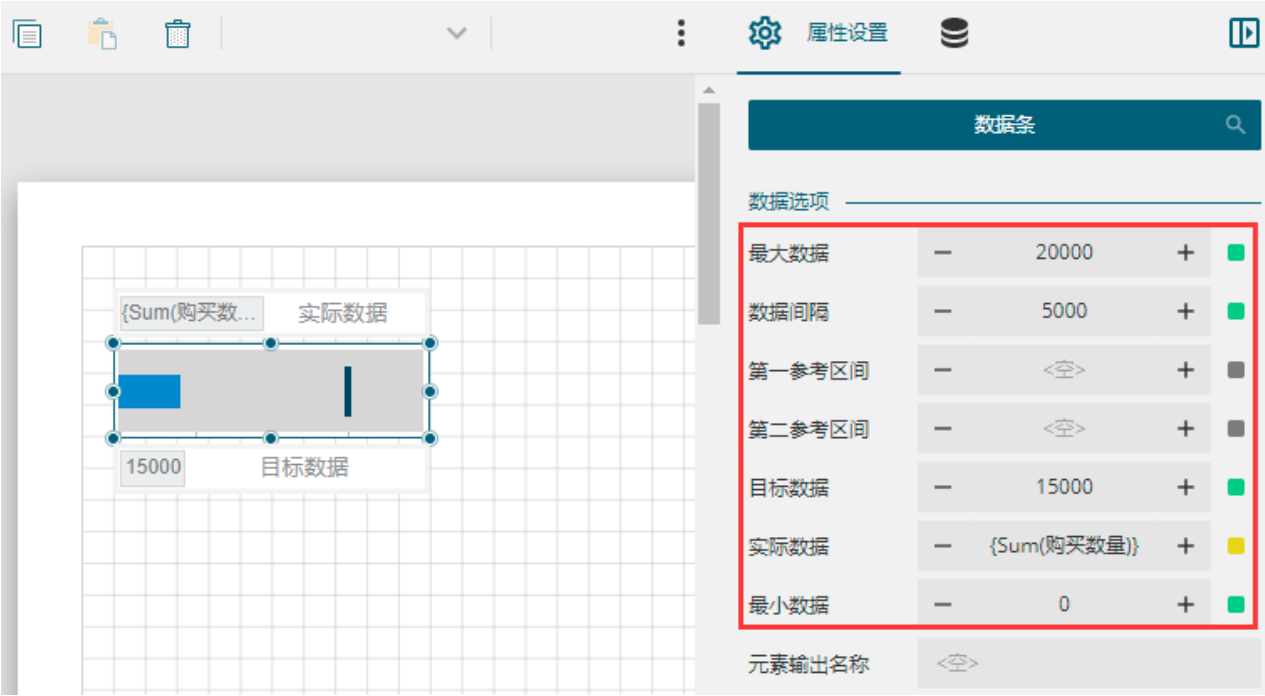 属性设置
数据条
数据选项
最大数据 20000
数据间隔 5000
第一参考区间 <空>
第二参考区间 <空>
目标数据 15000
实际数据 {Sum(购买数量)}
最小数据 0
元素输出名称 <空>
{Sum(购买数... 实际数据
15000 目标数据